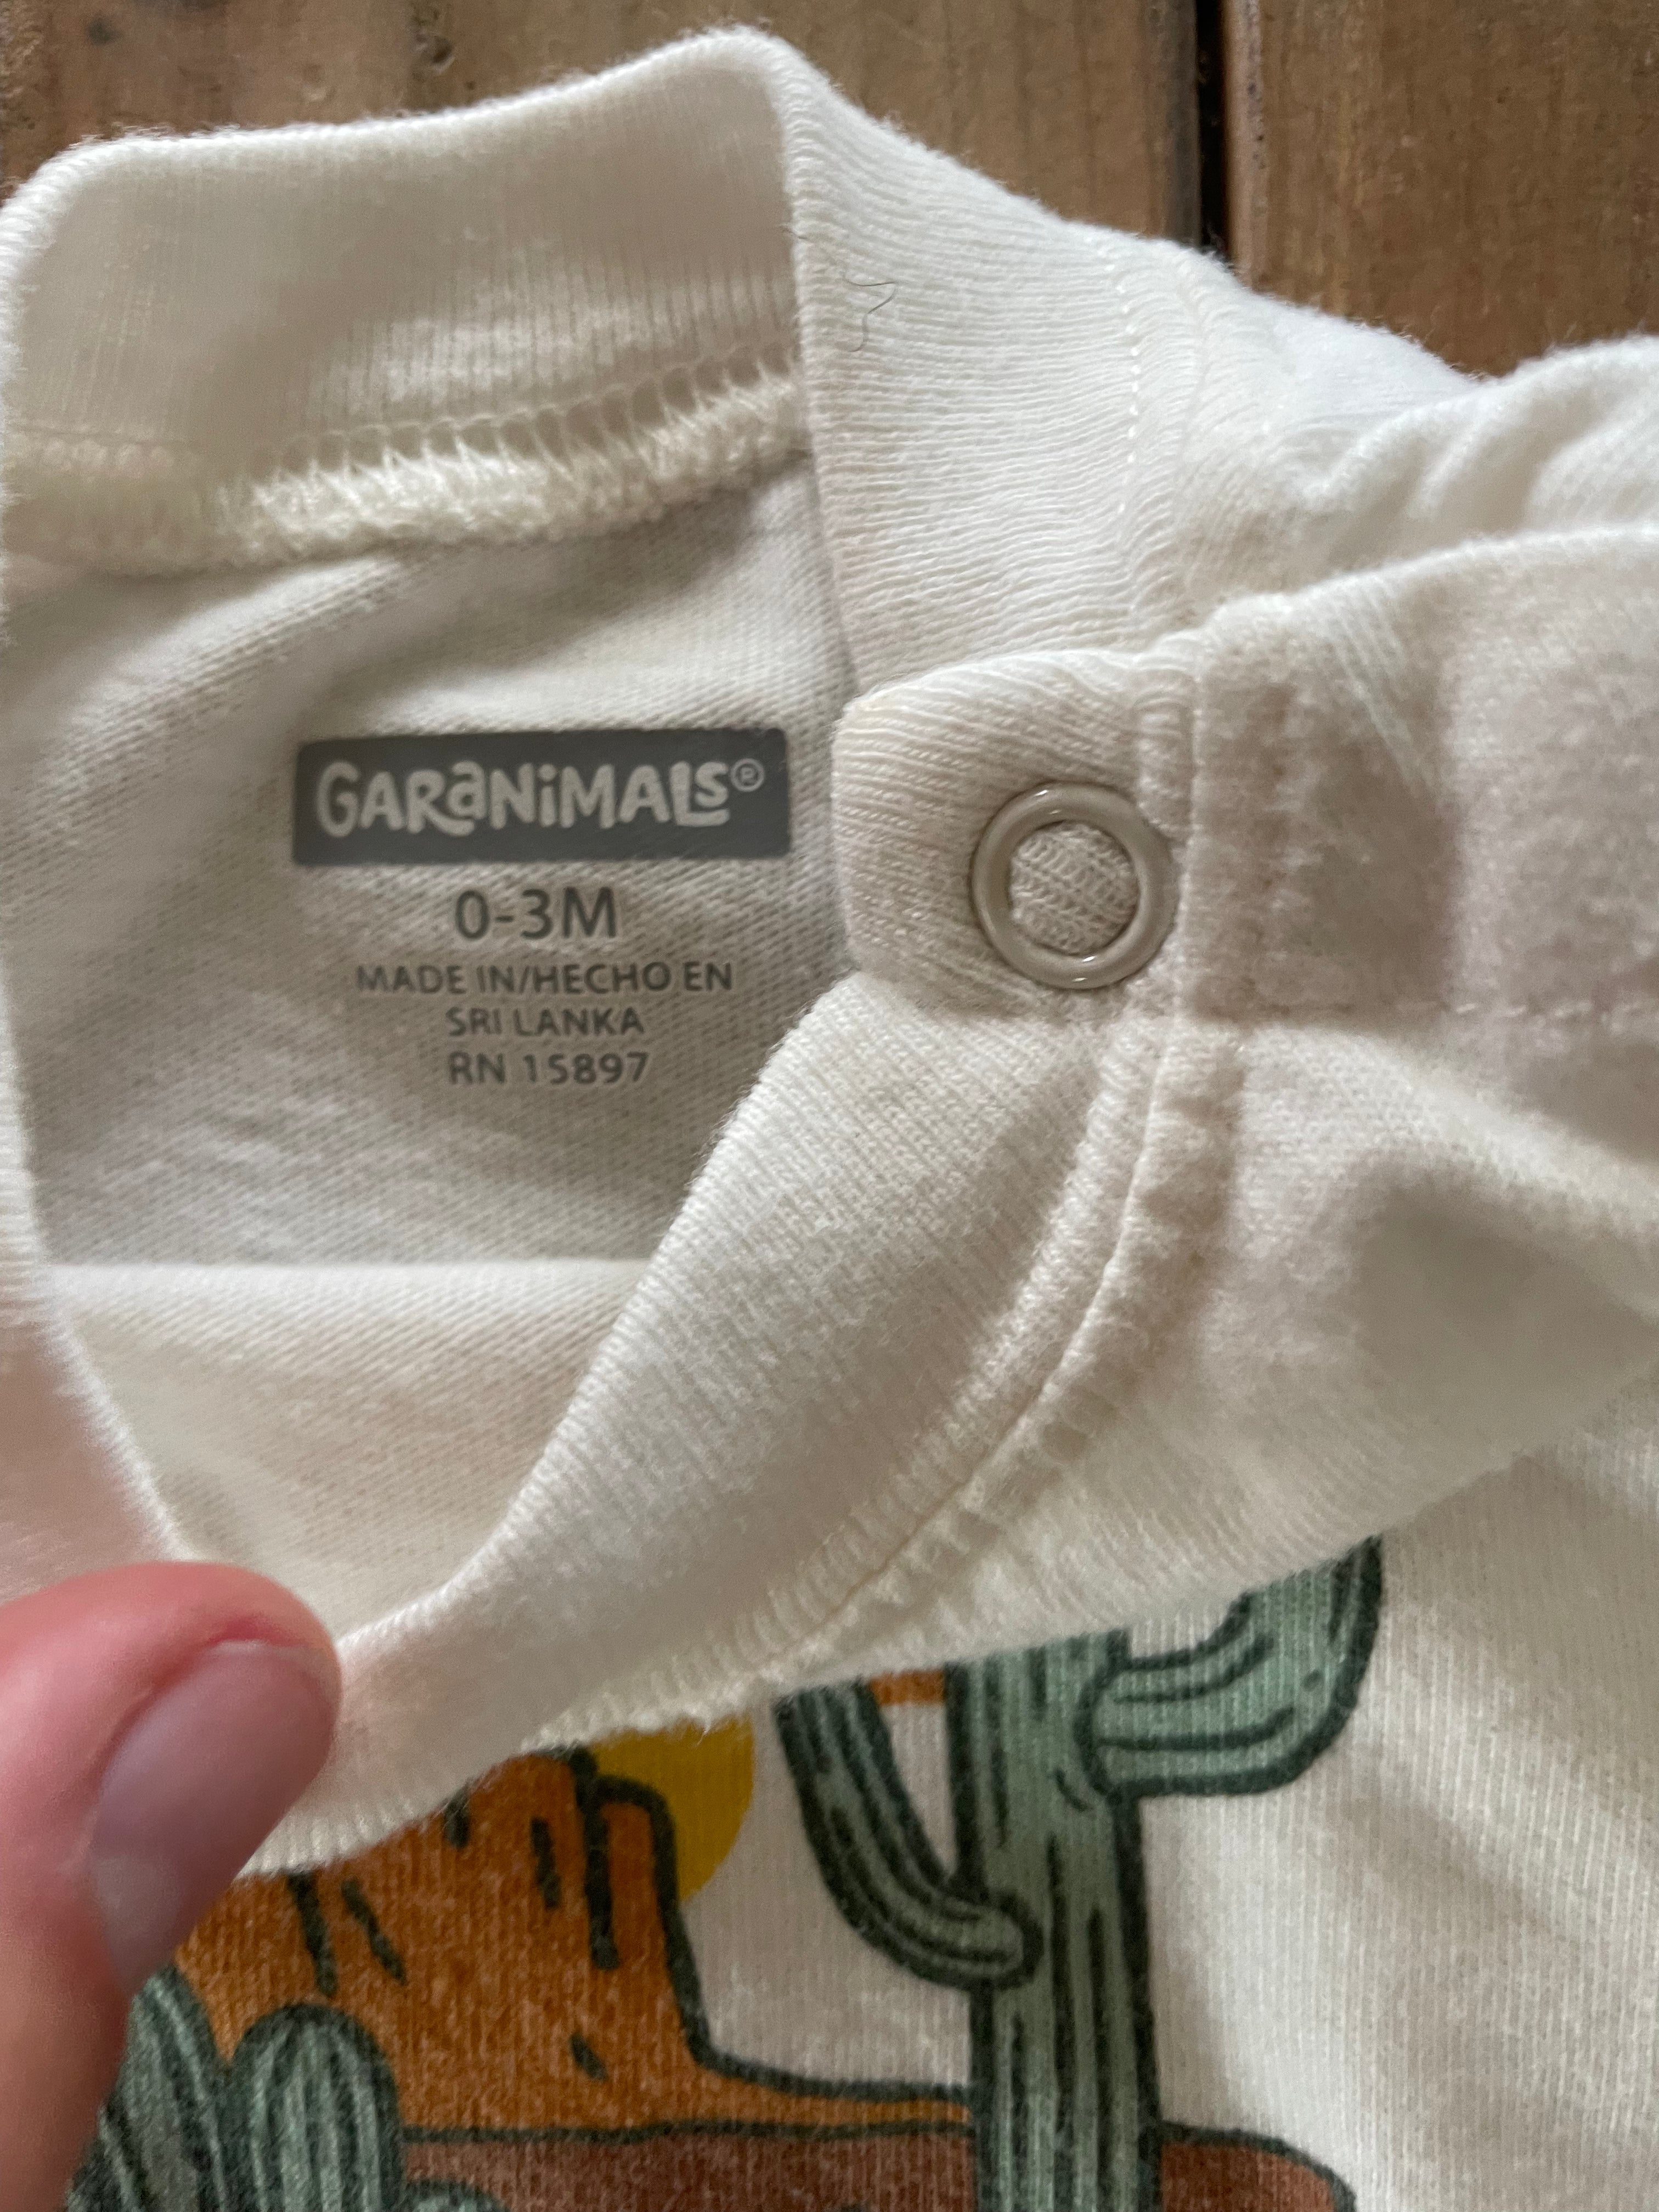 GARANIMALS®
0-3M
MADE IN/HECHO EN
SRI LANKA
RN 15897